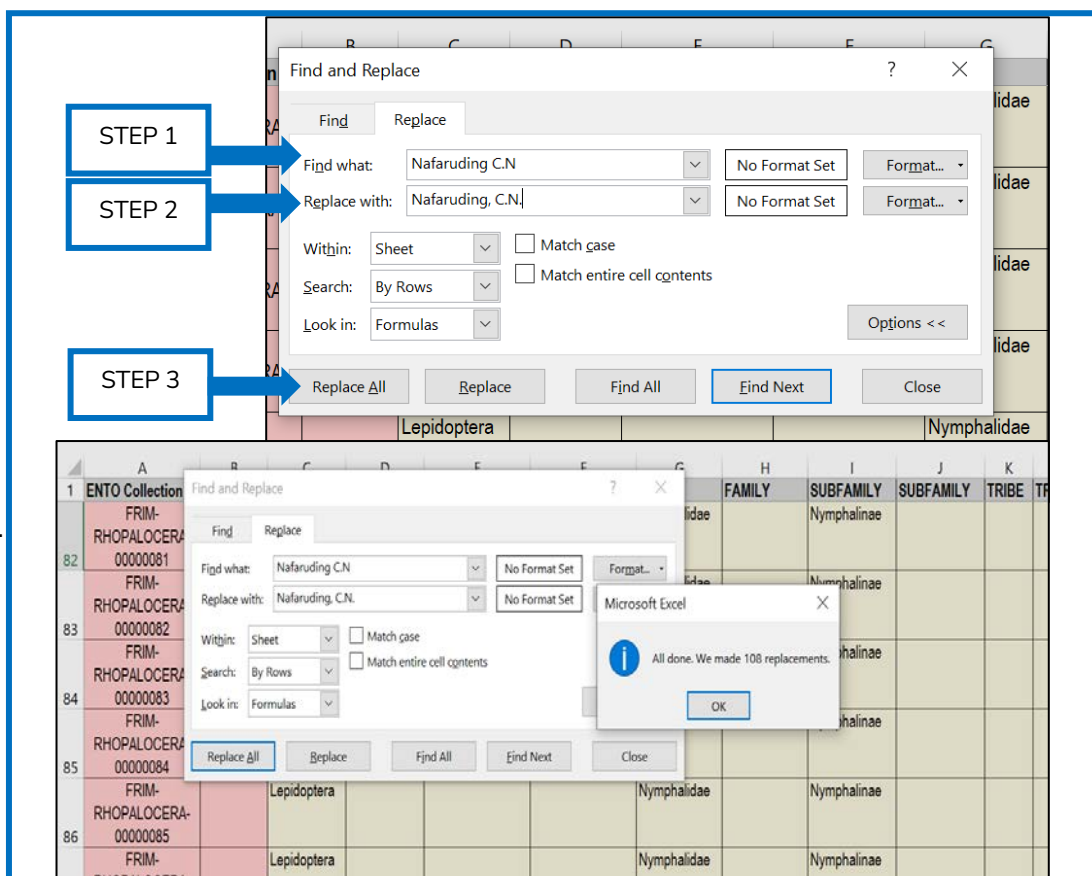 B C D E F G
Find and Replace ?
lidae
Find Replace
STEP 1
Find what: Nafaruding C.N No Format Set Format...
STEP 2
Replace with: Nafaruding, C.N. No Format Set Format...
lidae
Within: Sheet Match case
lidae
Match entire cell contents
Search: By Rows
Look in: Formulas Options <<
lidae
STEP 3
Replace All Replace Find All Find Next Close
Lepidoptera Nymphalidae
A B C D E F G H I J K
1 ENTO Collection FAMILY SUBFAMILY SUBFAMILY TRIBE TR
Find and Replace ?
82 FRIM- lidae Nymphalinae
RHOPALOCERA
00000081
Find Replace
Find what: Nafaruding C.N No Format Set Format...
Replace with: Nafaruding, C.N. No Format Set
83 FRIM- lidae Nymphalinae
RHOPALOCERA
00000082
Microsoft Excel
Within: Sheet Match case
Match entire cell contents
Search: By Rows
Look in: Formulas
All done. We made 108 replacements.
OK
84 FRIM- phalinae
RHOPALOCERA
00000083
85 FRIM- phalinae
RHOPALOCERA
00000084
Replace All Replace Find All Find Next Close
86 FRIM- Lepidoptera Nymphalidae Nymphalinae
RHOPALOCERA-
00000085
FRIM- Lepidoptera Nymphalidae Nymphalinae